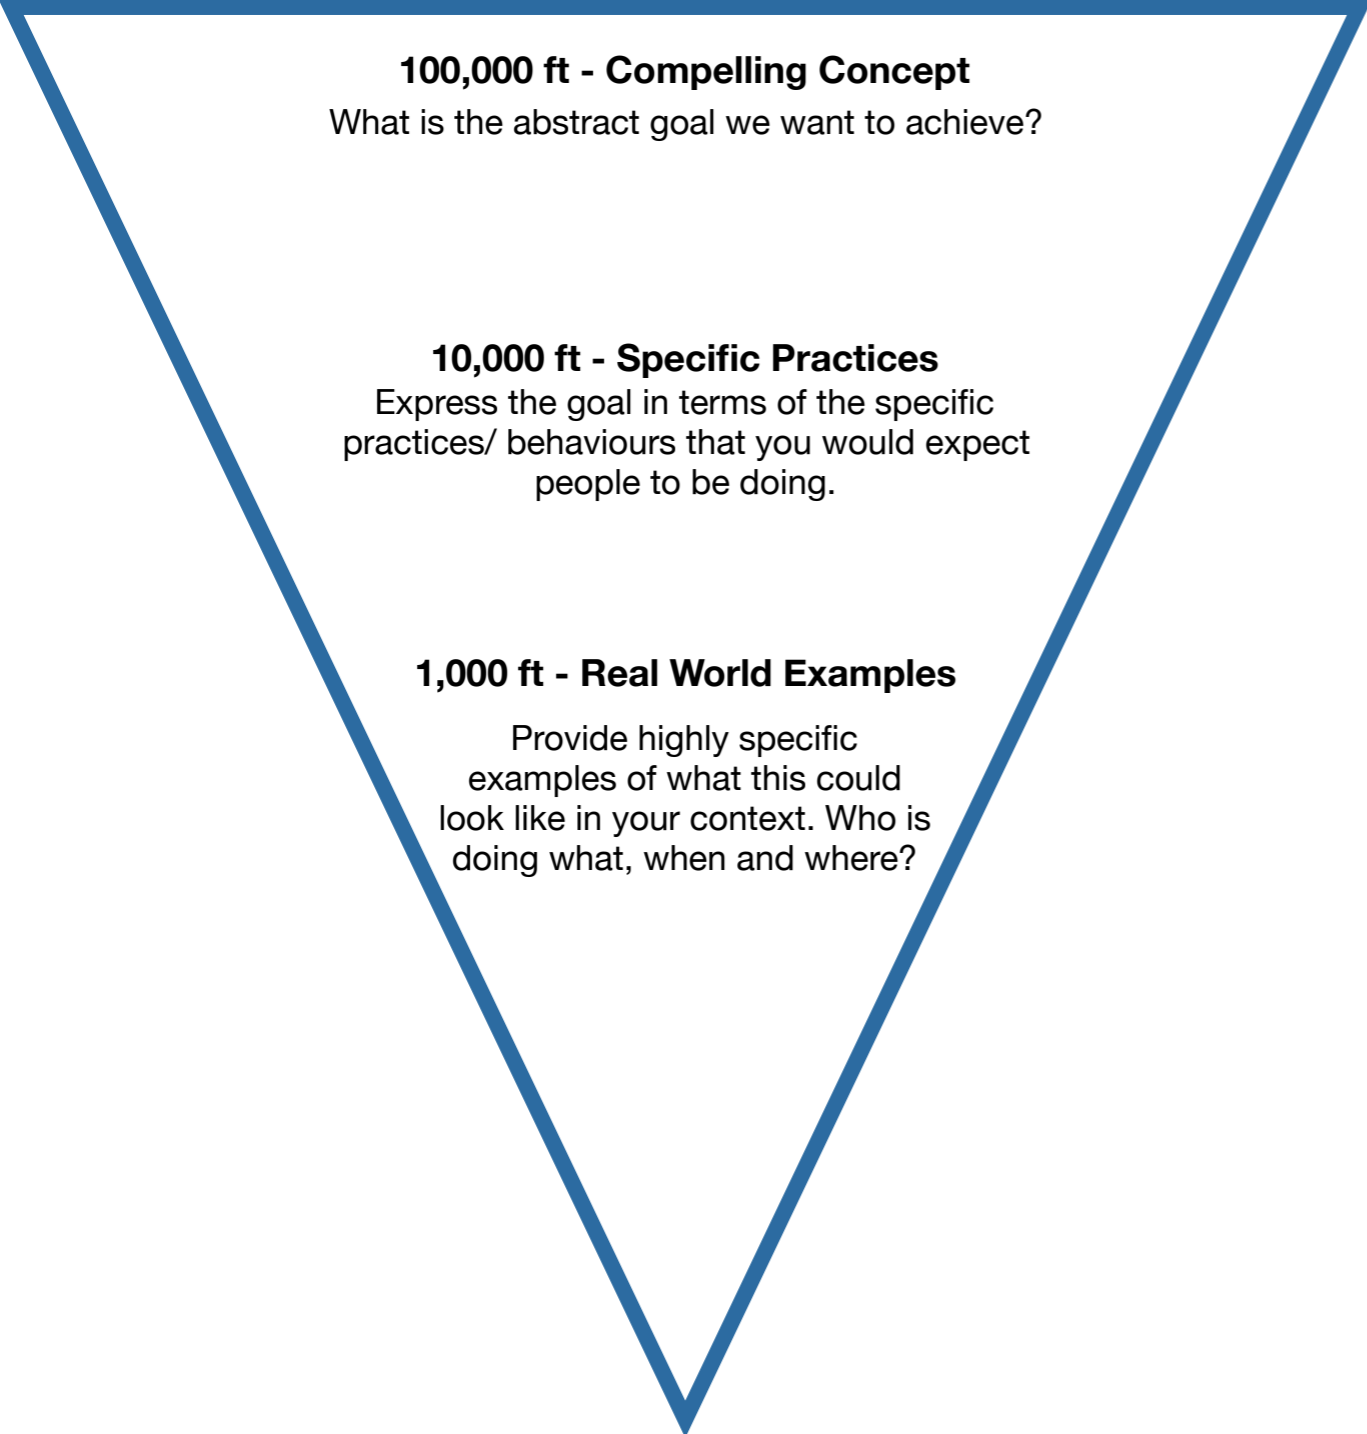 100,000 ft - Compelling Concept
What is the abstract goal we want to achieve?
10,000 ft - Specific Practices
Express the goal in terms of the specific
practices/ behaviours that you would expect
people to be doing.
1,000 ft - Real World Examples
Provide highly specific
examples of what this could
look like in your context. Who is
doing what, when and where?